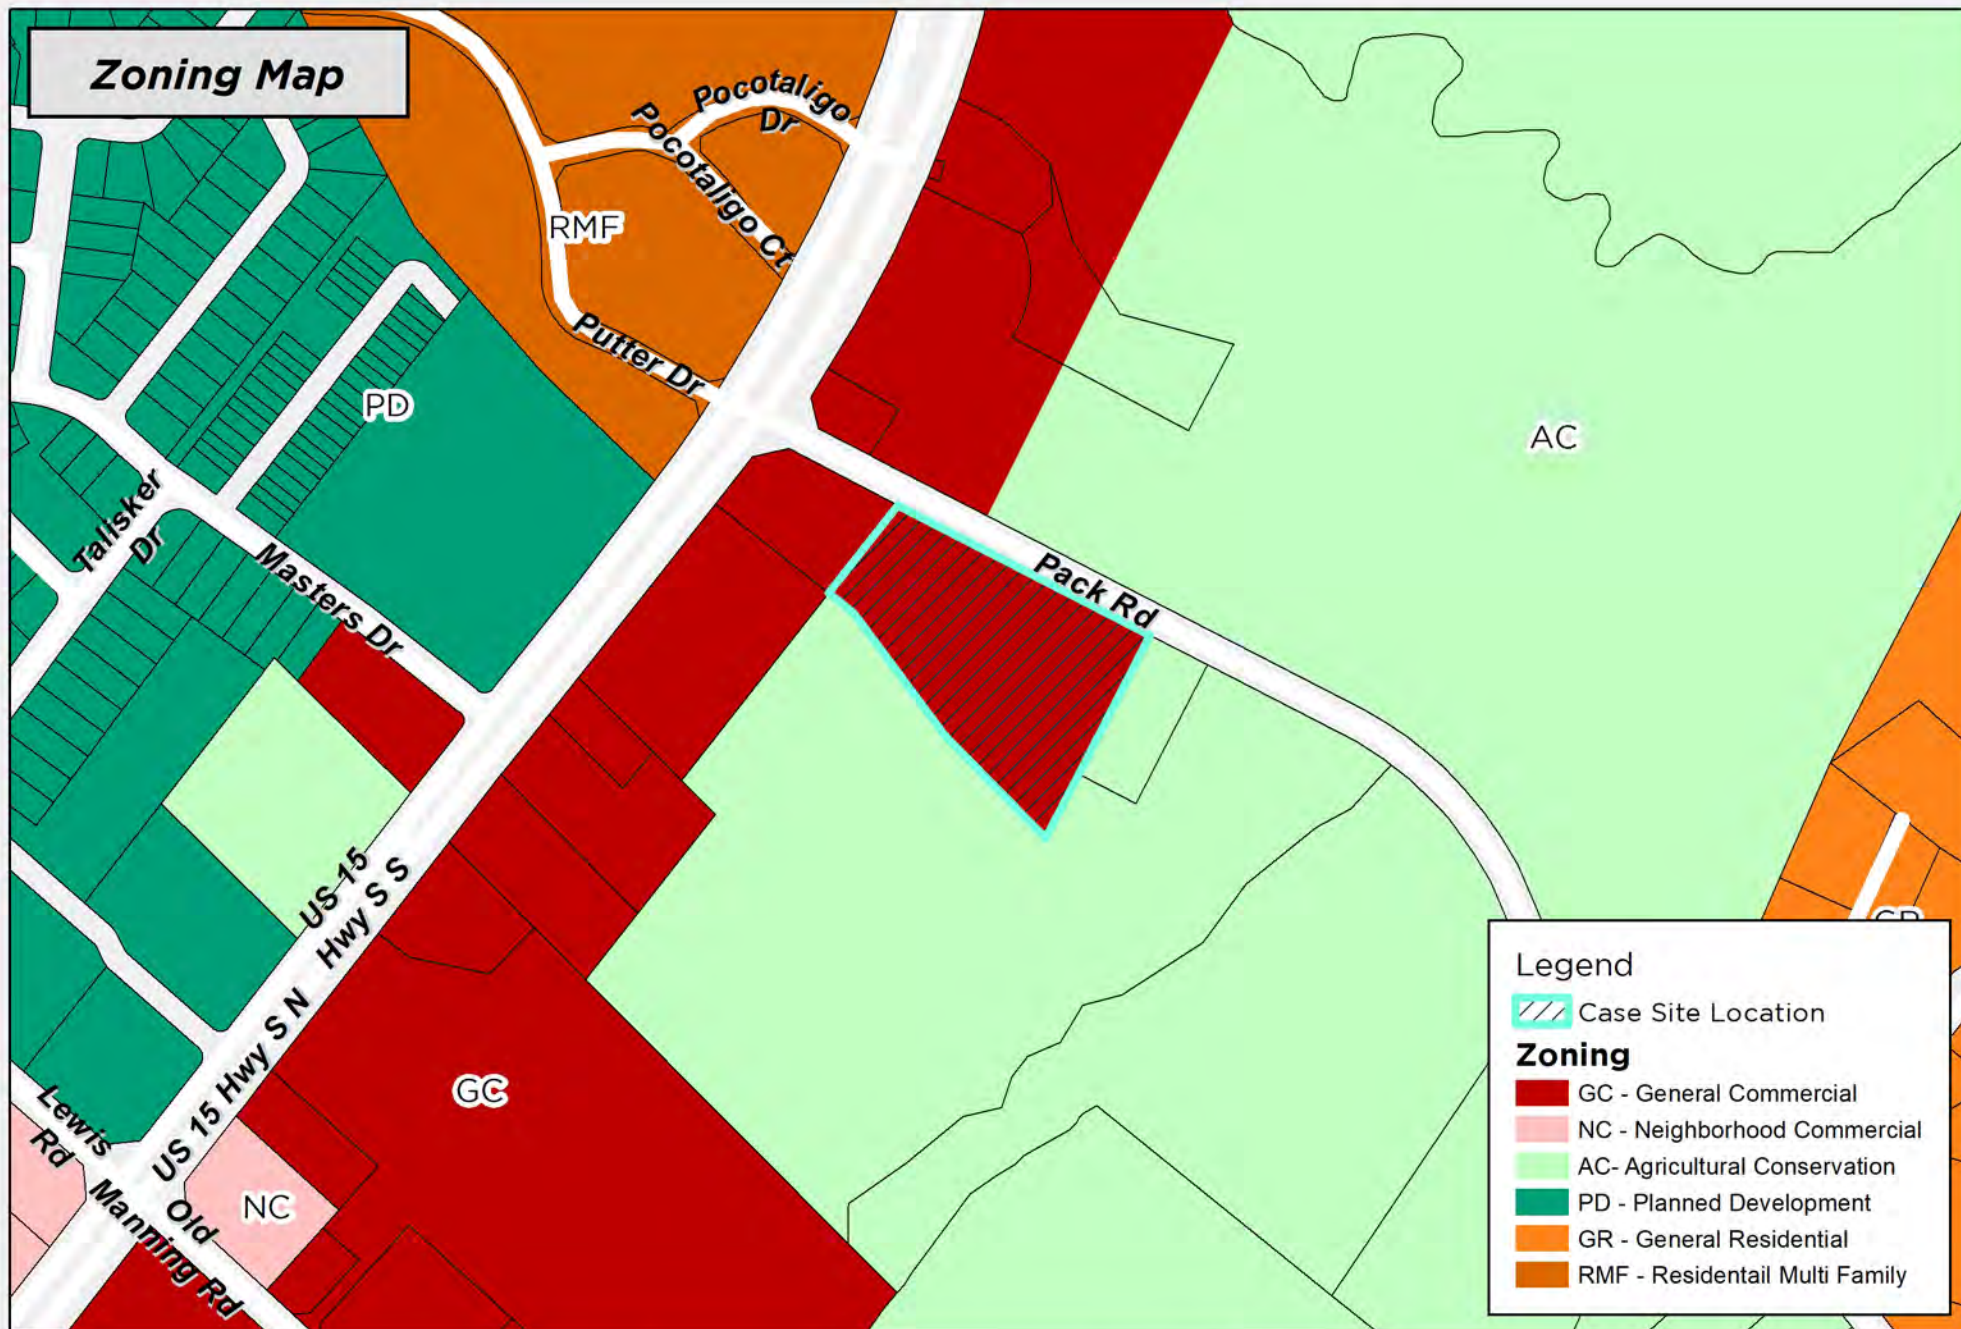 Zoning Map
Pocotaligo
Dr
Pocotaligo Ct
RMF
Putter Dr
PD
AC
Talisker
Dr
Masters Dr
Pack Rd
US 15
Hwy S S
US 15 Hwy S N
GC
Lewis
Rd
Old
Manning Rd
NC
GR
Legend
Case Site Location
Zoning
GC - General Commercial
NC - Neighborhood Commercial
AC- Agricultural Conservation
PD - Planned Development
GR - General Residential
RMF - Residentail Multi Family